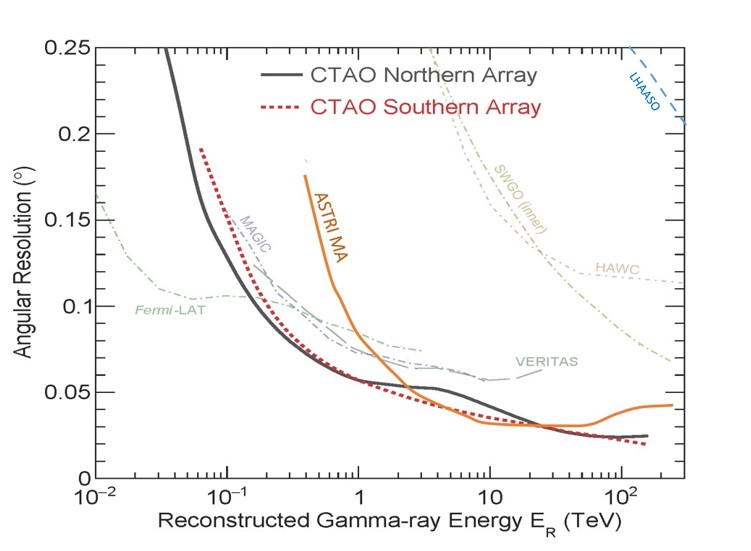 0.25
0.2
0.15
0.1
0.05
0
Angular Resolution (°)
CTAO Northern Array
CTAO Southern Array
LHAASO
SWGO (inner)
MAGIC
ASTRI MA
HAWC
Fermi-LAT
VERITAS
10⁻² 10⁻¹ 1 10 10²
Reconstructed Gamma-ray Energy E_R (TeV)